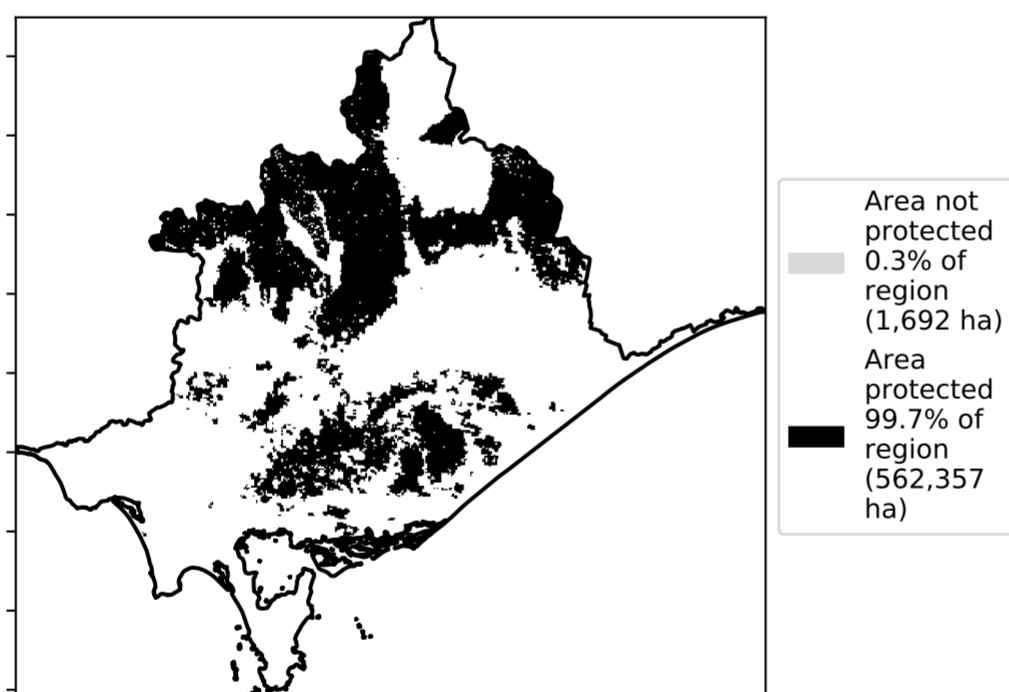 Area not
protected
0.3% of
region
(1,692 ha)
Area
protected
99.7% of
region
(562,357
ha)